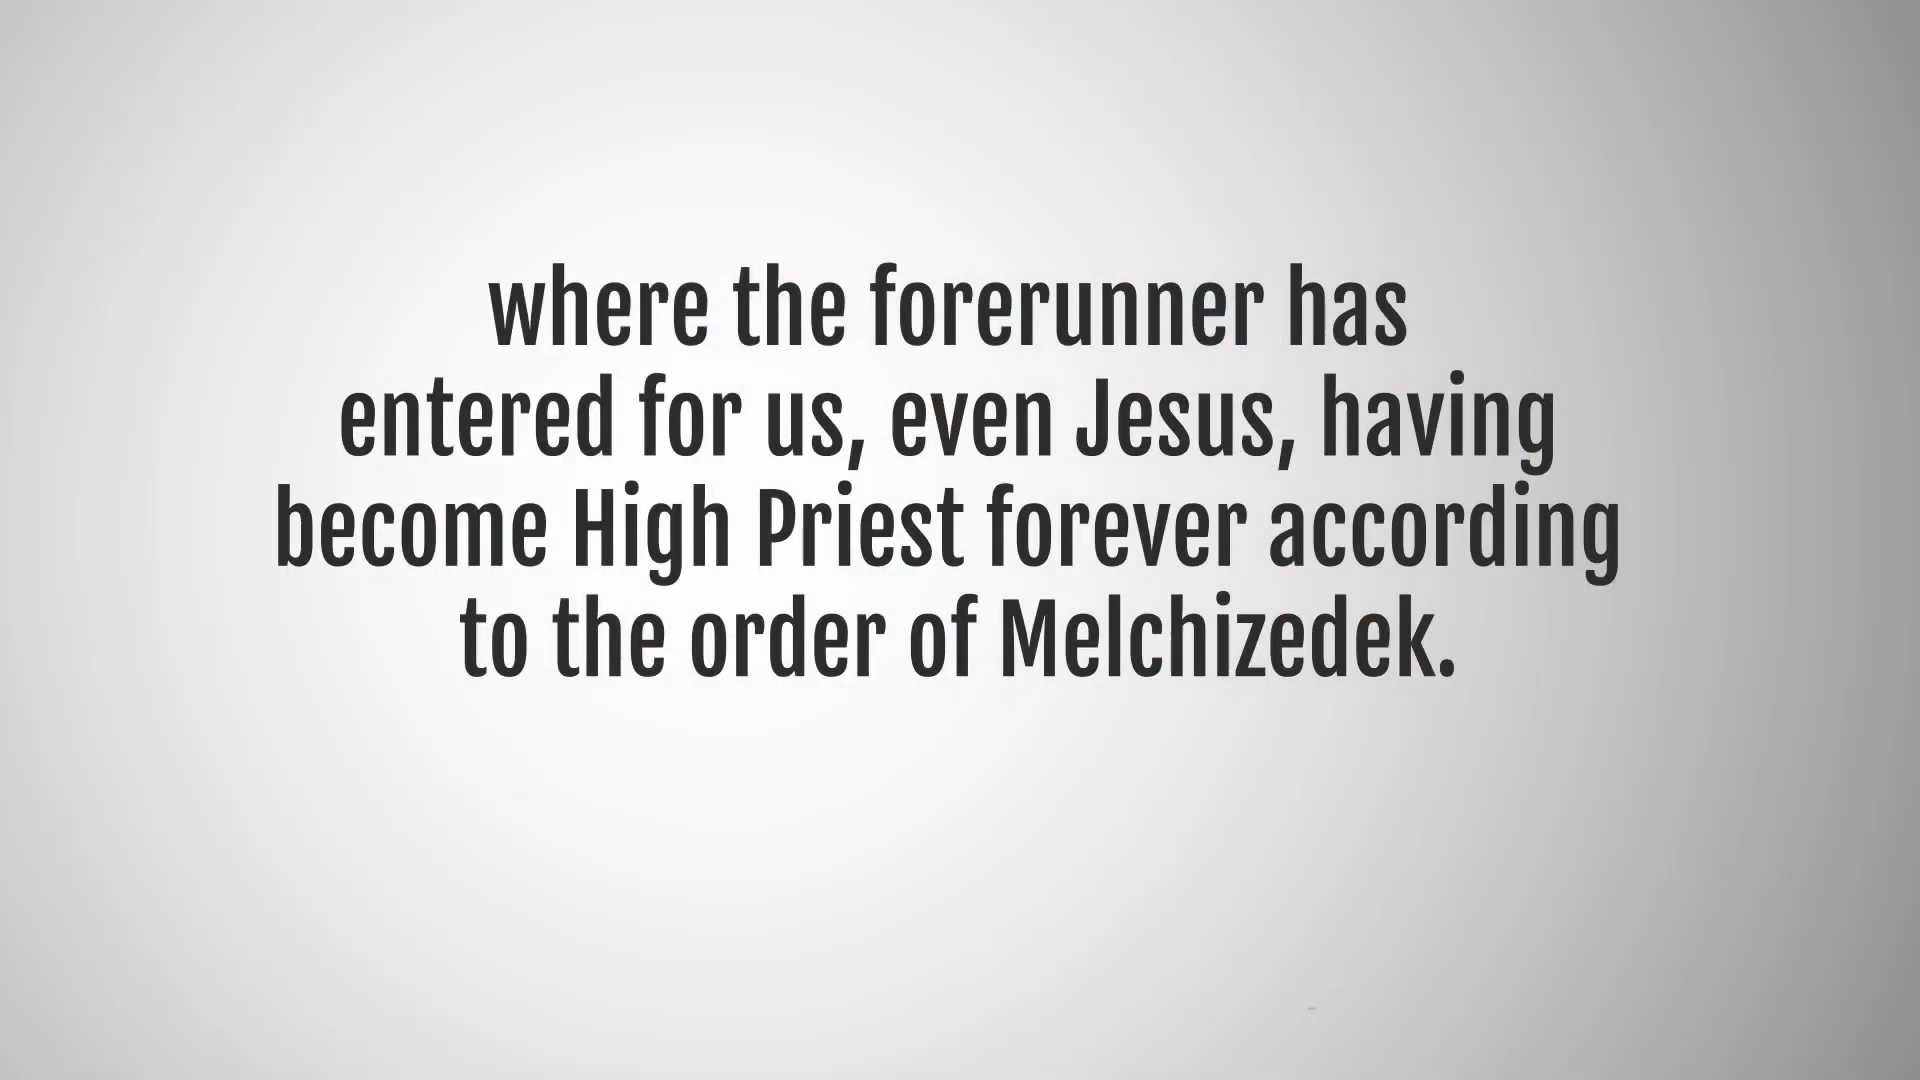 where the forerunner has
entered for us, even Jesus, having
become High Priest forever according
to the order of Melchizedek.